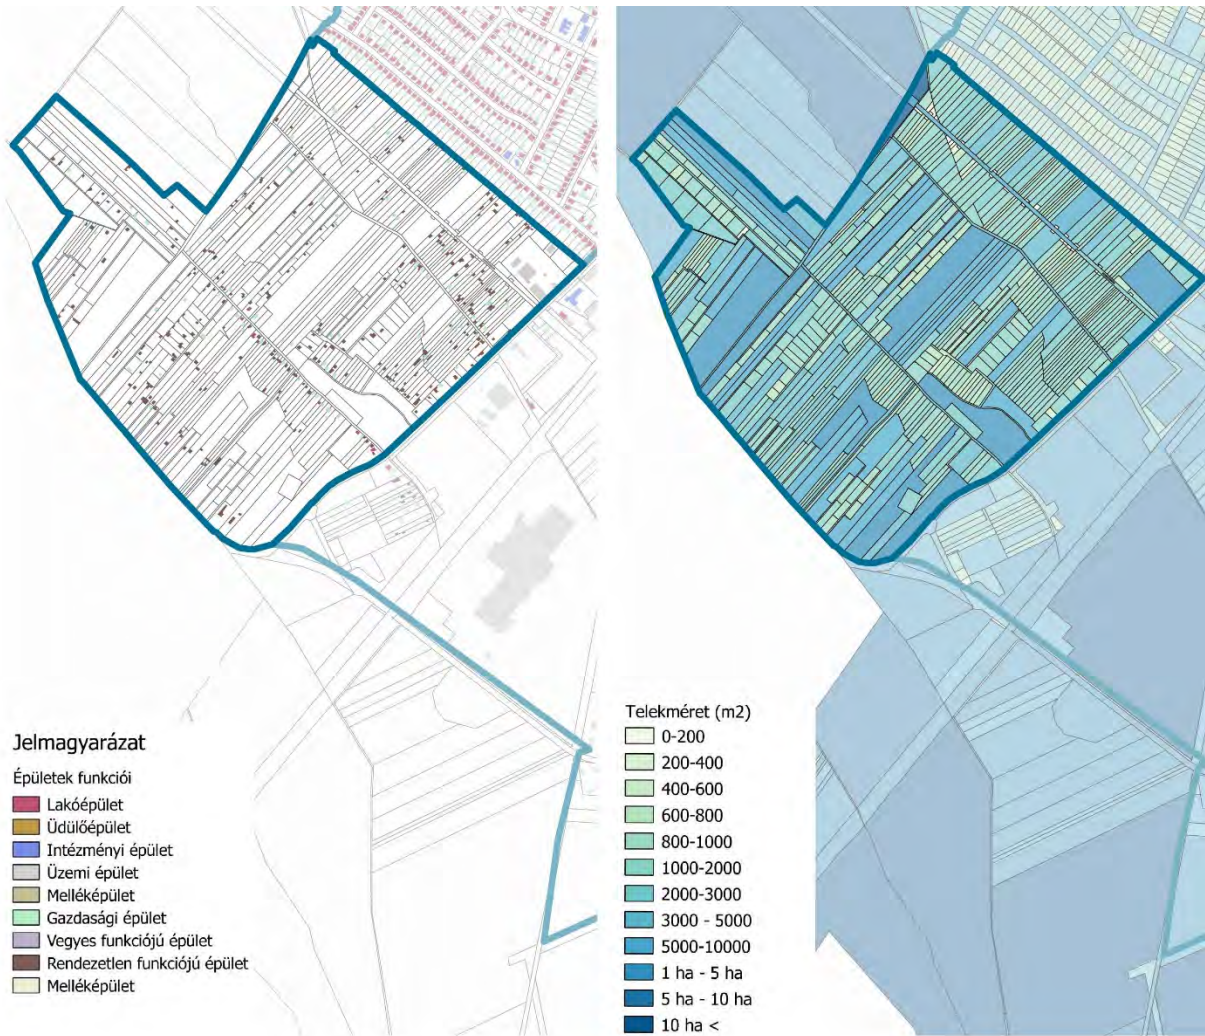 Jelmagyarázat
Épületek funkciói
Lakóépület
Üdülőépület
Intézményi épület
Üzemi épület
Melléképület
Gazdasági épület
Vegyes funkciójú épület
Rendezetlen funkciójú épület
Melléképület
Telekméret (m2)
0-200
200-400
400-600
600-800
800-1000
1000-2000
2000-3000
3000 - 5000
5000-10000
1 ha - 5 ha
5 ha - 10 ha
10 ha <